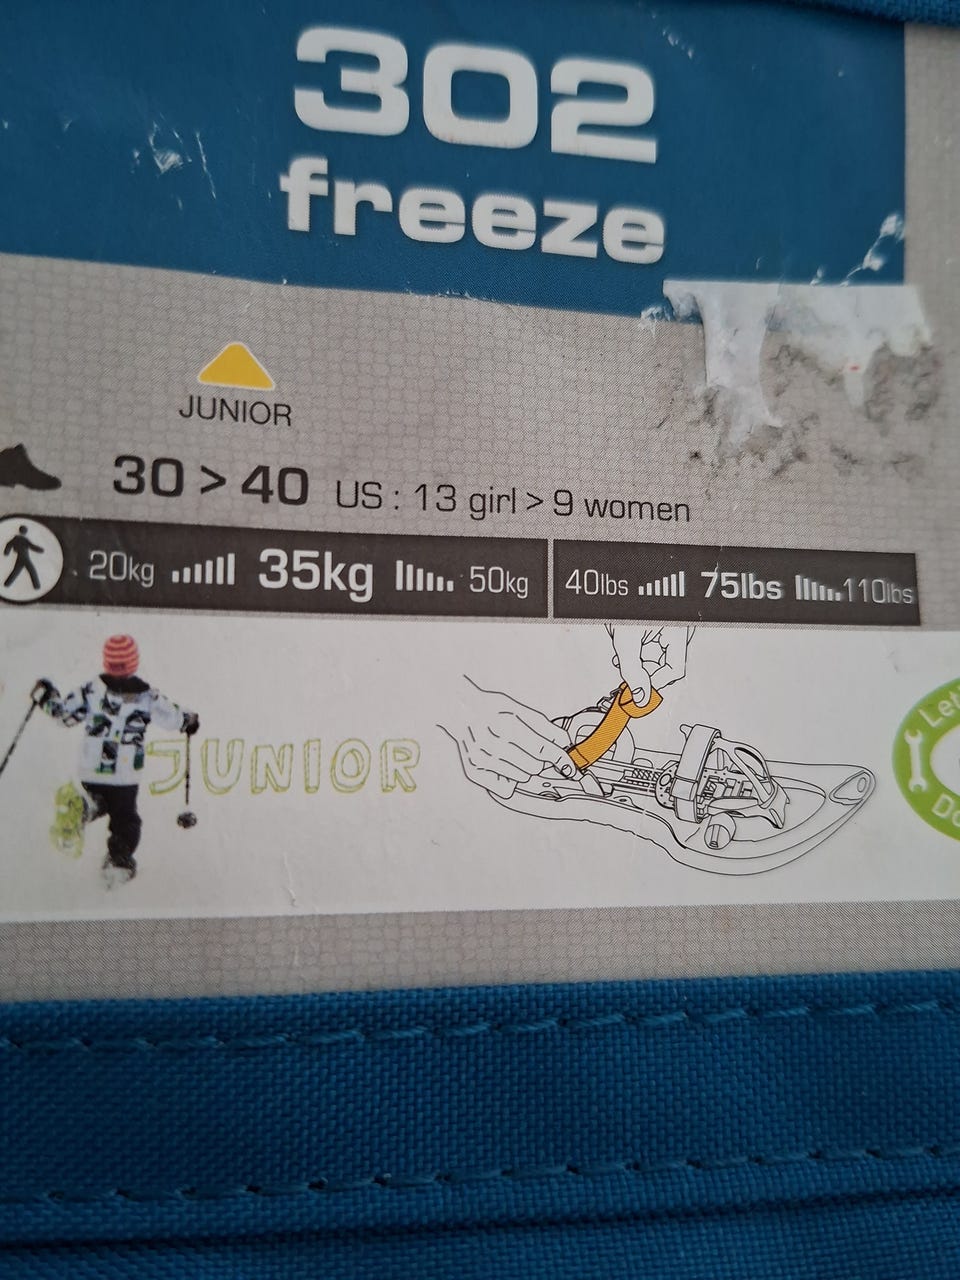 302
freeze
JUNIOR
30 > 40 US : 13 girl > 9 women
20kg 35kg 50kg 40lbs 75lbs 110lbs
JUNIOR